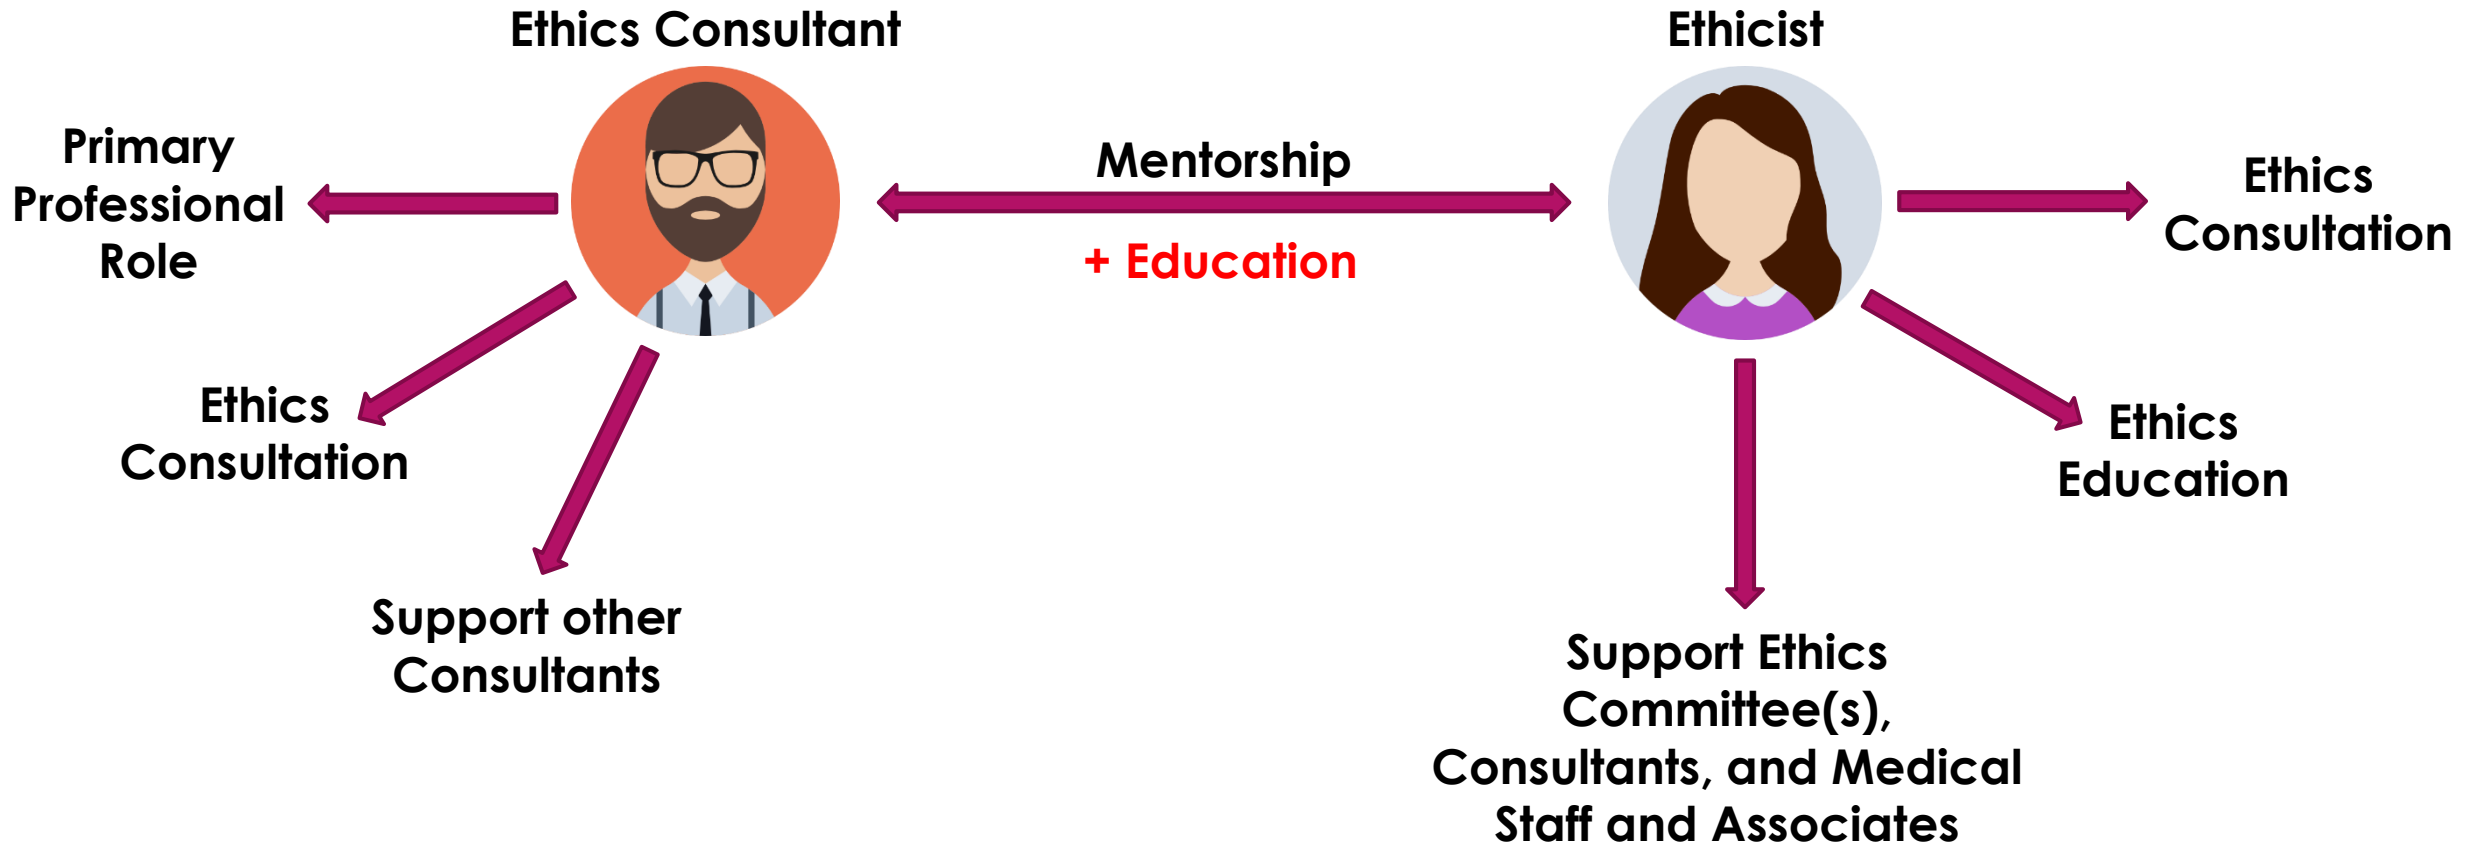 Ethics Consultant
Ethicist
Primary
Professional
Role
Mentorship
+ Education
Ethics
Consultation
Ethics
Consultation
Support other
Consultants
Ethics
Education
Support Ethics
Committee(s),
Consultants, and Medical
Staff and Associates